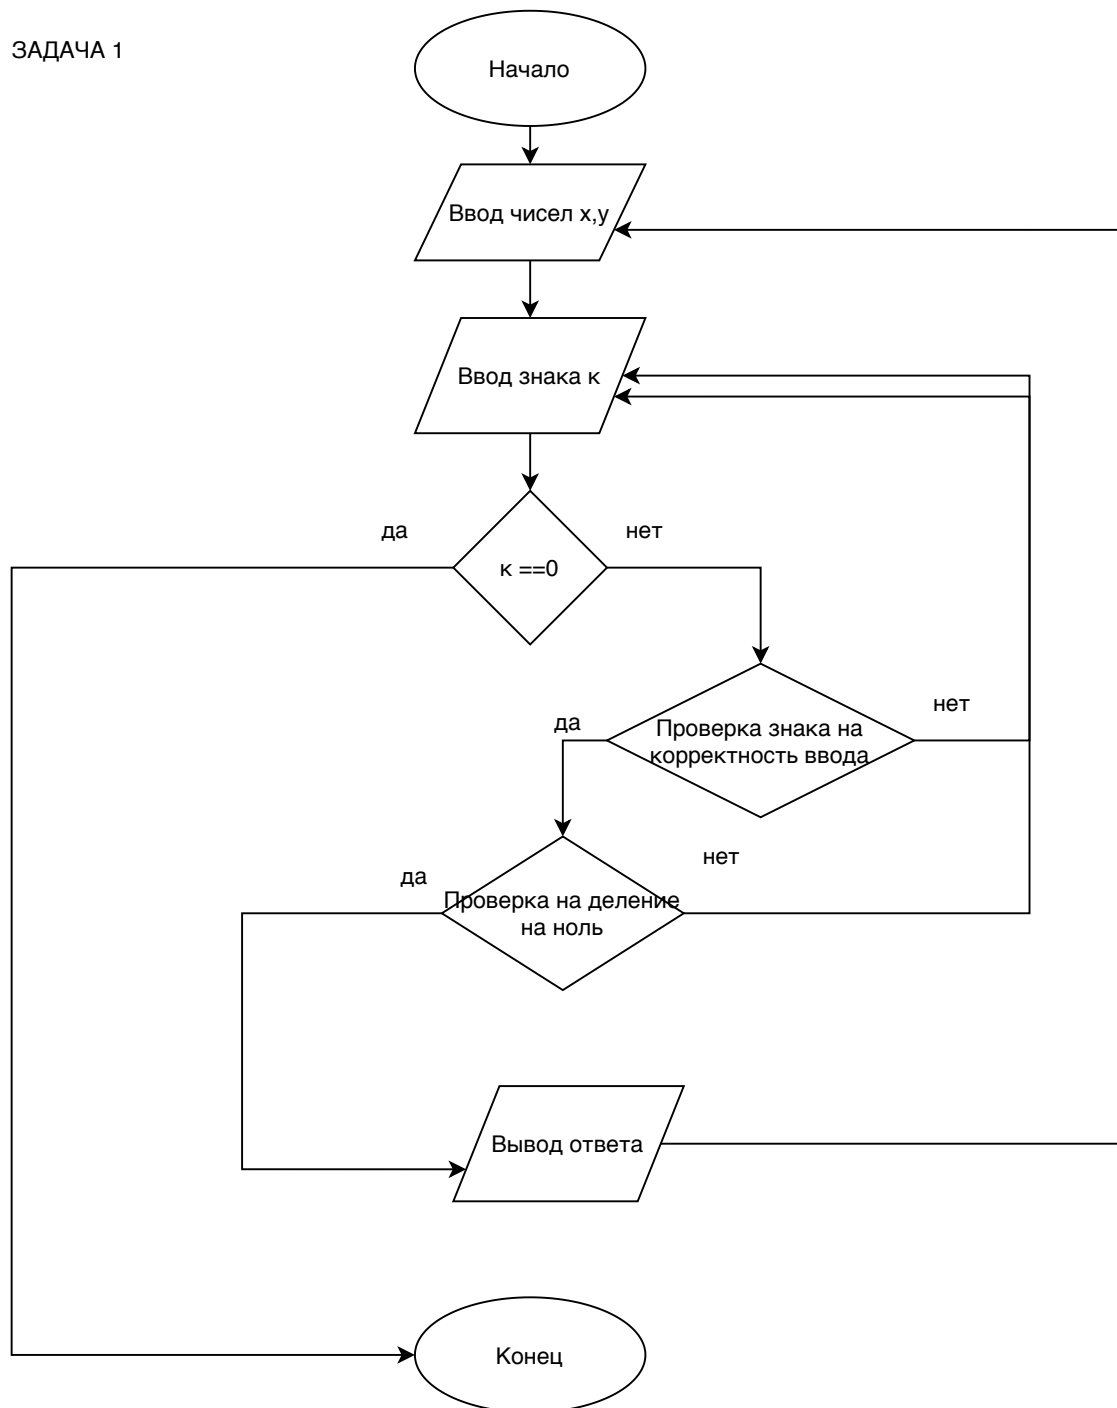 ЗАДАЧА 1
Начало
Ввод чисел x,y
Ввод знака к
да
нет
к ==0
нет
да
Проверка знака на
корректность ввода
нет
да
Проверка на деление
на ноль
Вывод ответа
Конец